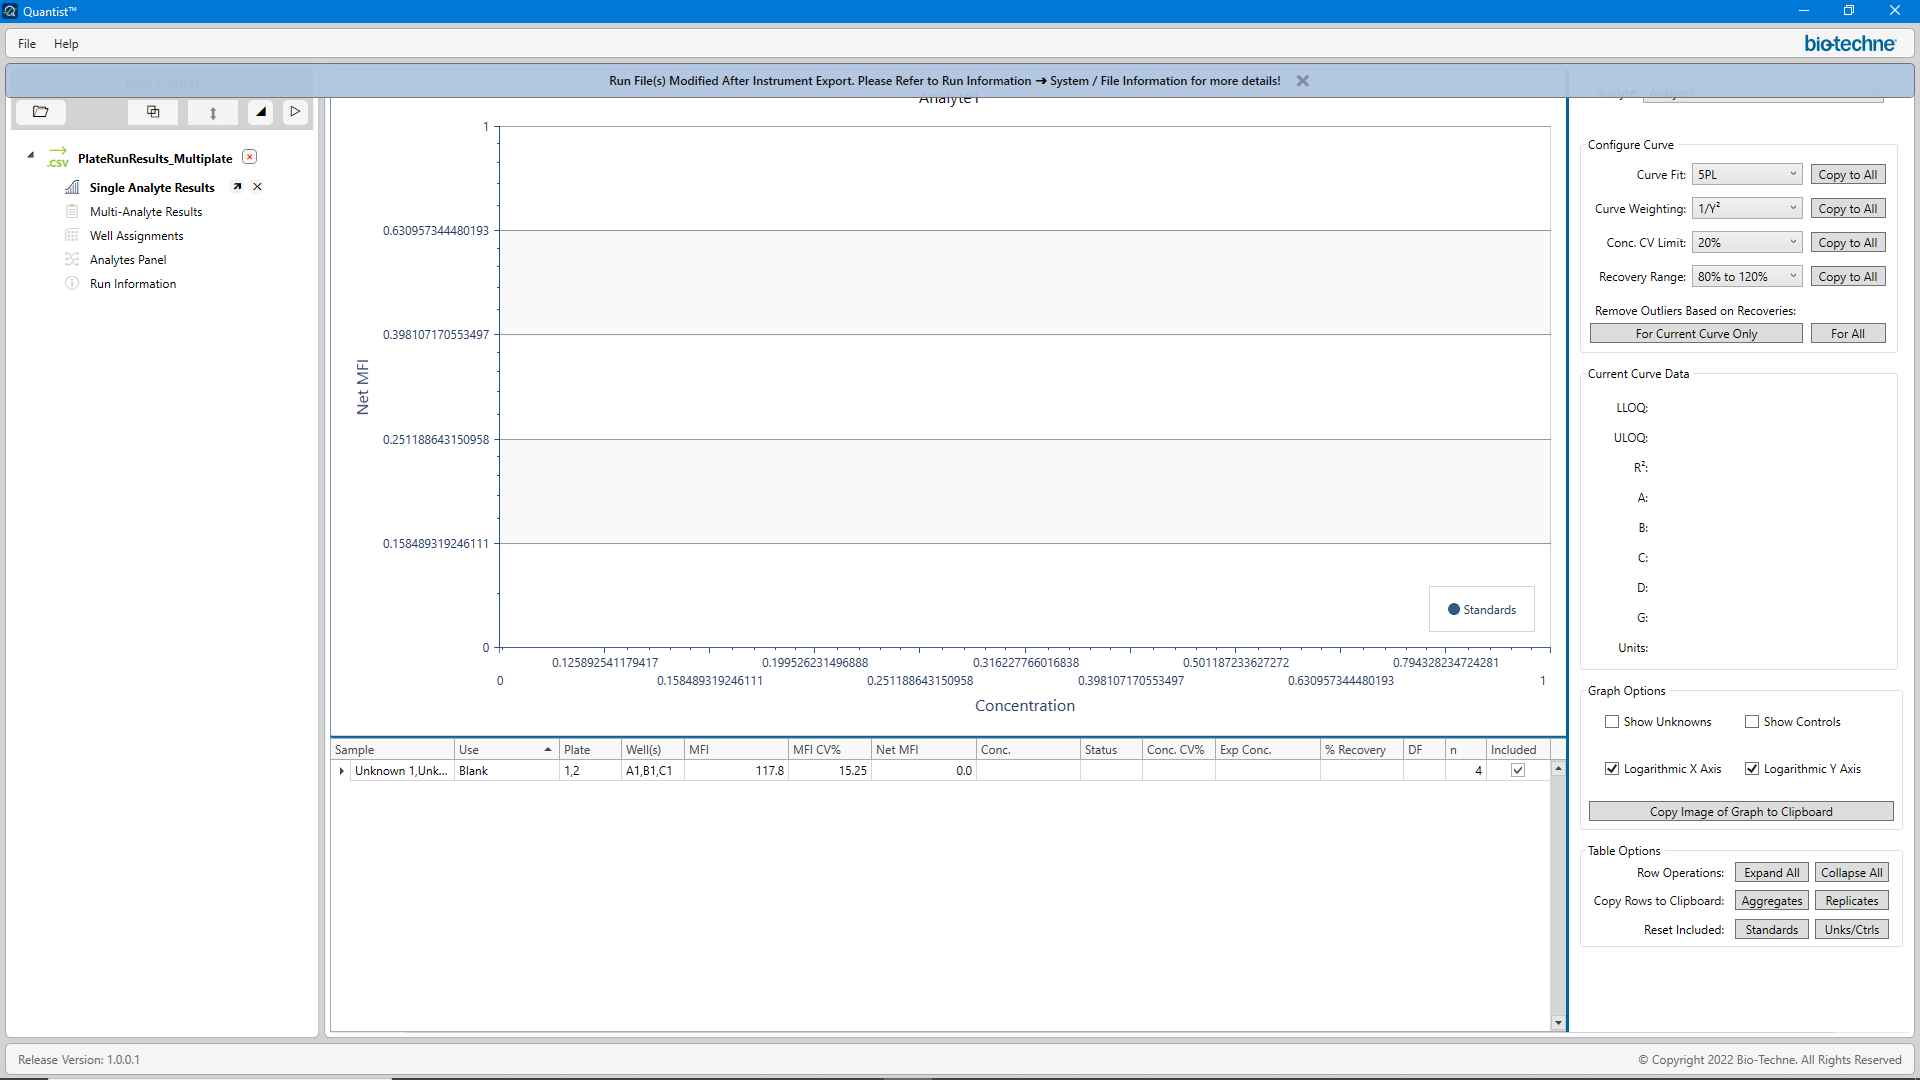 Quantist™
File Help
bio-techne
Run File(s) Modified After Instrument Export. Please Refer to Run Information ➔ System / File Information for more details!
Runs Control
Analyte: Analyte1
Analyte1
.csv PlateRunResults_Multiplate
Single Analyte Results
Multi-Analyte Results
Well Assignments
Analytes Panel
Run Information
1
0.630957344480193
0.398107170553497
0.251188643150958
0.158489319246111
0
Net MFI
Standards
0.125892541179417 0.199526231496888 0.316227766016838 0.501187233627272 0.794328234724281
0 0.158489319246111 0.251188643150958 0.398107170553497 0.630957344480193 1
Concentration
Sample Use Plate Well(s) MFI MFI CV% Net MFI Conc. Status Conc. CV% Exp Conc. % Recovery DF n Included
Unknown 1,Unk... Blank 1,2 A1,B1,C1 117.8 15.25 0.0 4
Configure Curve
Curve Fit: 5PL Copy to All
Curve Weighting: 1/Y² Copy to All
Conc. CV Limit: 20% Copy to All
Recovery Range: 80% to 120% Copy to All
Remove Outliers Based on Recoveries:
For Current Curve Only For All
Current Curve Data
LLOQ:
ULOQ:
R²:
A:
B:
C:
D:
G:
Units:
Graph Options
Show Unknowns Show Controls
Logarithmic X Axis Logarithmic Y Axis
Copy Image of Graph to Clipboard
Table Options
Row Operations: Expand All Collapse All
Copy Rows to Clipboard: Aggregates Replicates
Reset Included: Standards Unks/Ctrls
Release Version: 1.0.0.1
© Copyright 2022 Bio-Techne. All Rights Reserved